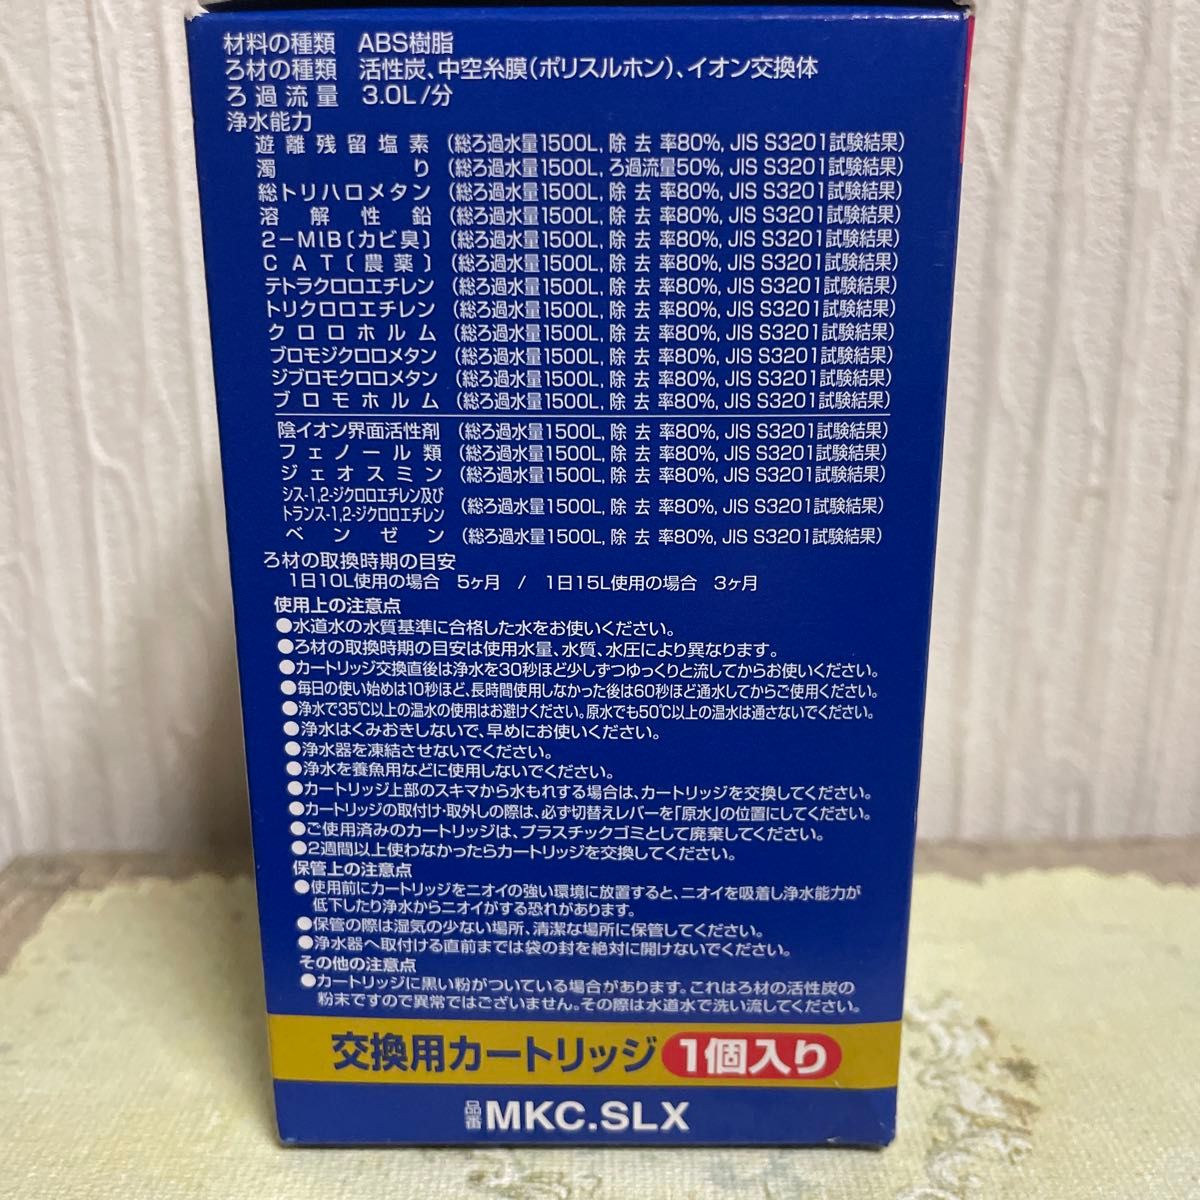 材料の種類 ABS樹脂
ろ材の種類 活性炭、中空糸膜(ポリスルホン)、イオン交換体
ろ過流量 3.0L/分
浄水能力
遊離残留塩素 (総ろ過水量1500L, 除去率80%, JIS S3201試験結果)
濁り (総ろ過水量1500L, ろ過流量50%, JIS S3201試験結果)
総トリハロメタン (総ろ過水量1500L, 除去率80%, JIS S3201試験結果)
溶解性鉛 (総ろ過水量1500L, 除去率80%, JIS S3201試験結果)
2-MIB〔カビ臭〕 (総ろ過水量1500L, 除去率80%, JIS S3201試験結果)
CAT〔農薬〕 (総ろ過水量1500L, 除去率80%, JIS S3201試験結果)
テトラクロロエチレン (総ろ過水量1500L, 除去率80%, JIS S3201試験結果)
トリクロロエチレン (総ろ過水量1500L, 除去率80%, JIS S3201試験結果)
クロロホルム (総ろ過水量1500L, 除去率80%, JIS S3201試験結果)
ブロモジクロロメタン (総ろ過水量1500L, 除去率80%, JIS S3201試験結果)
ジブロモクロロメタン (総ろ過水量1500L, 除去率80%, JIS S3201試験結果)
ブロモホルム (総ろ過水量1500L, 除去率80%, JIS S3201試験結果)
陰イオン界面活性剤 (総ろ過水量1500L, 除去率80%, JIS S3201試験結果)
フェノール類 (総ろ過水量1500L, 除去率80%, JIS S3201試験結果)
ジェオスミン (総ろ過水量1500L, 除去率80%, JIS S3201試験結果)
シス-1,2-ジクロロエチレン及び
トランス-1,2-ジクロロエチレン (総ろ過水量1500L, 除去率80%, JIS S3201試験結果)
ベンゼン (総ろ過水量1500L, 除去率80%, JIS S3201試験結果)
ろ材の取換時期の目安
1日10L使用の場合 5ヶ月 / 1日15L使用の場合 3ヶ月
使用上の注意点
●水道水の水質基準に合格した水をお使いください。
●ろ材の取換時期の目安は使用水量、水質、水圧により異なります。
●カートリッジ交換直後は浄水を30秒ほど少しずつゆっくりと流してからお使いください。
●毎日の使い始めは10秒ほど、長時間使用しなかった後は60秒ほど通水してからご使用ください。
●浄水で35℃以上の温水の使用はお避けください。原水でも50℃以上の温水は通さないでください。
●浄水はくみおきしないで、早めにお使いください。
●浄水器を凍結させないでください。
●浄水を養魚用などに使用しないでください。
●カートリッジ上部のスキマから水もれする場合は、カートリッジを交換してください。
●カートリッジの取付け・取外しの際は、必ず切替えレバーを「原水」の位置にしてください。
●ご使用済みのカートリッジは、プラスチックゴミとして廃棄してください。
●2週間以上使わなかったらカートリッジを交換してください。
保管上の注意点
●使用前にカートリッジをニオイの強い環境に放置すると、ニオイを吸着し浄水能力が
低下したり浄水からニオイがする恐れがあります。
●保管の際は湿気の少ない場所、清潔な場所に保管してください。
●浄水器へ取付ける直前までは袋の封を絶対に開けないでください。
その他の注意点
●カートリッジに黒い粉がついている場合があります。これはろ材の活性炭の
粉末ですので異常ではございません。その際は水道水で洗い流してください。
交換用カートリッジ 1個入り
品番 MKC.SLX